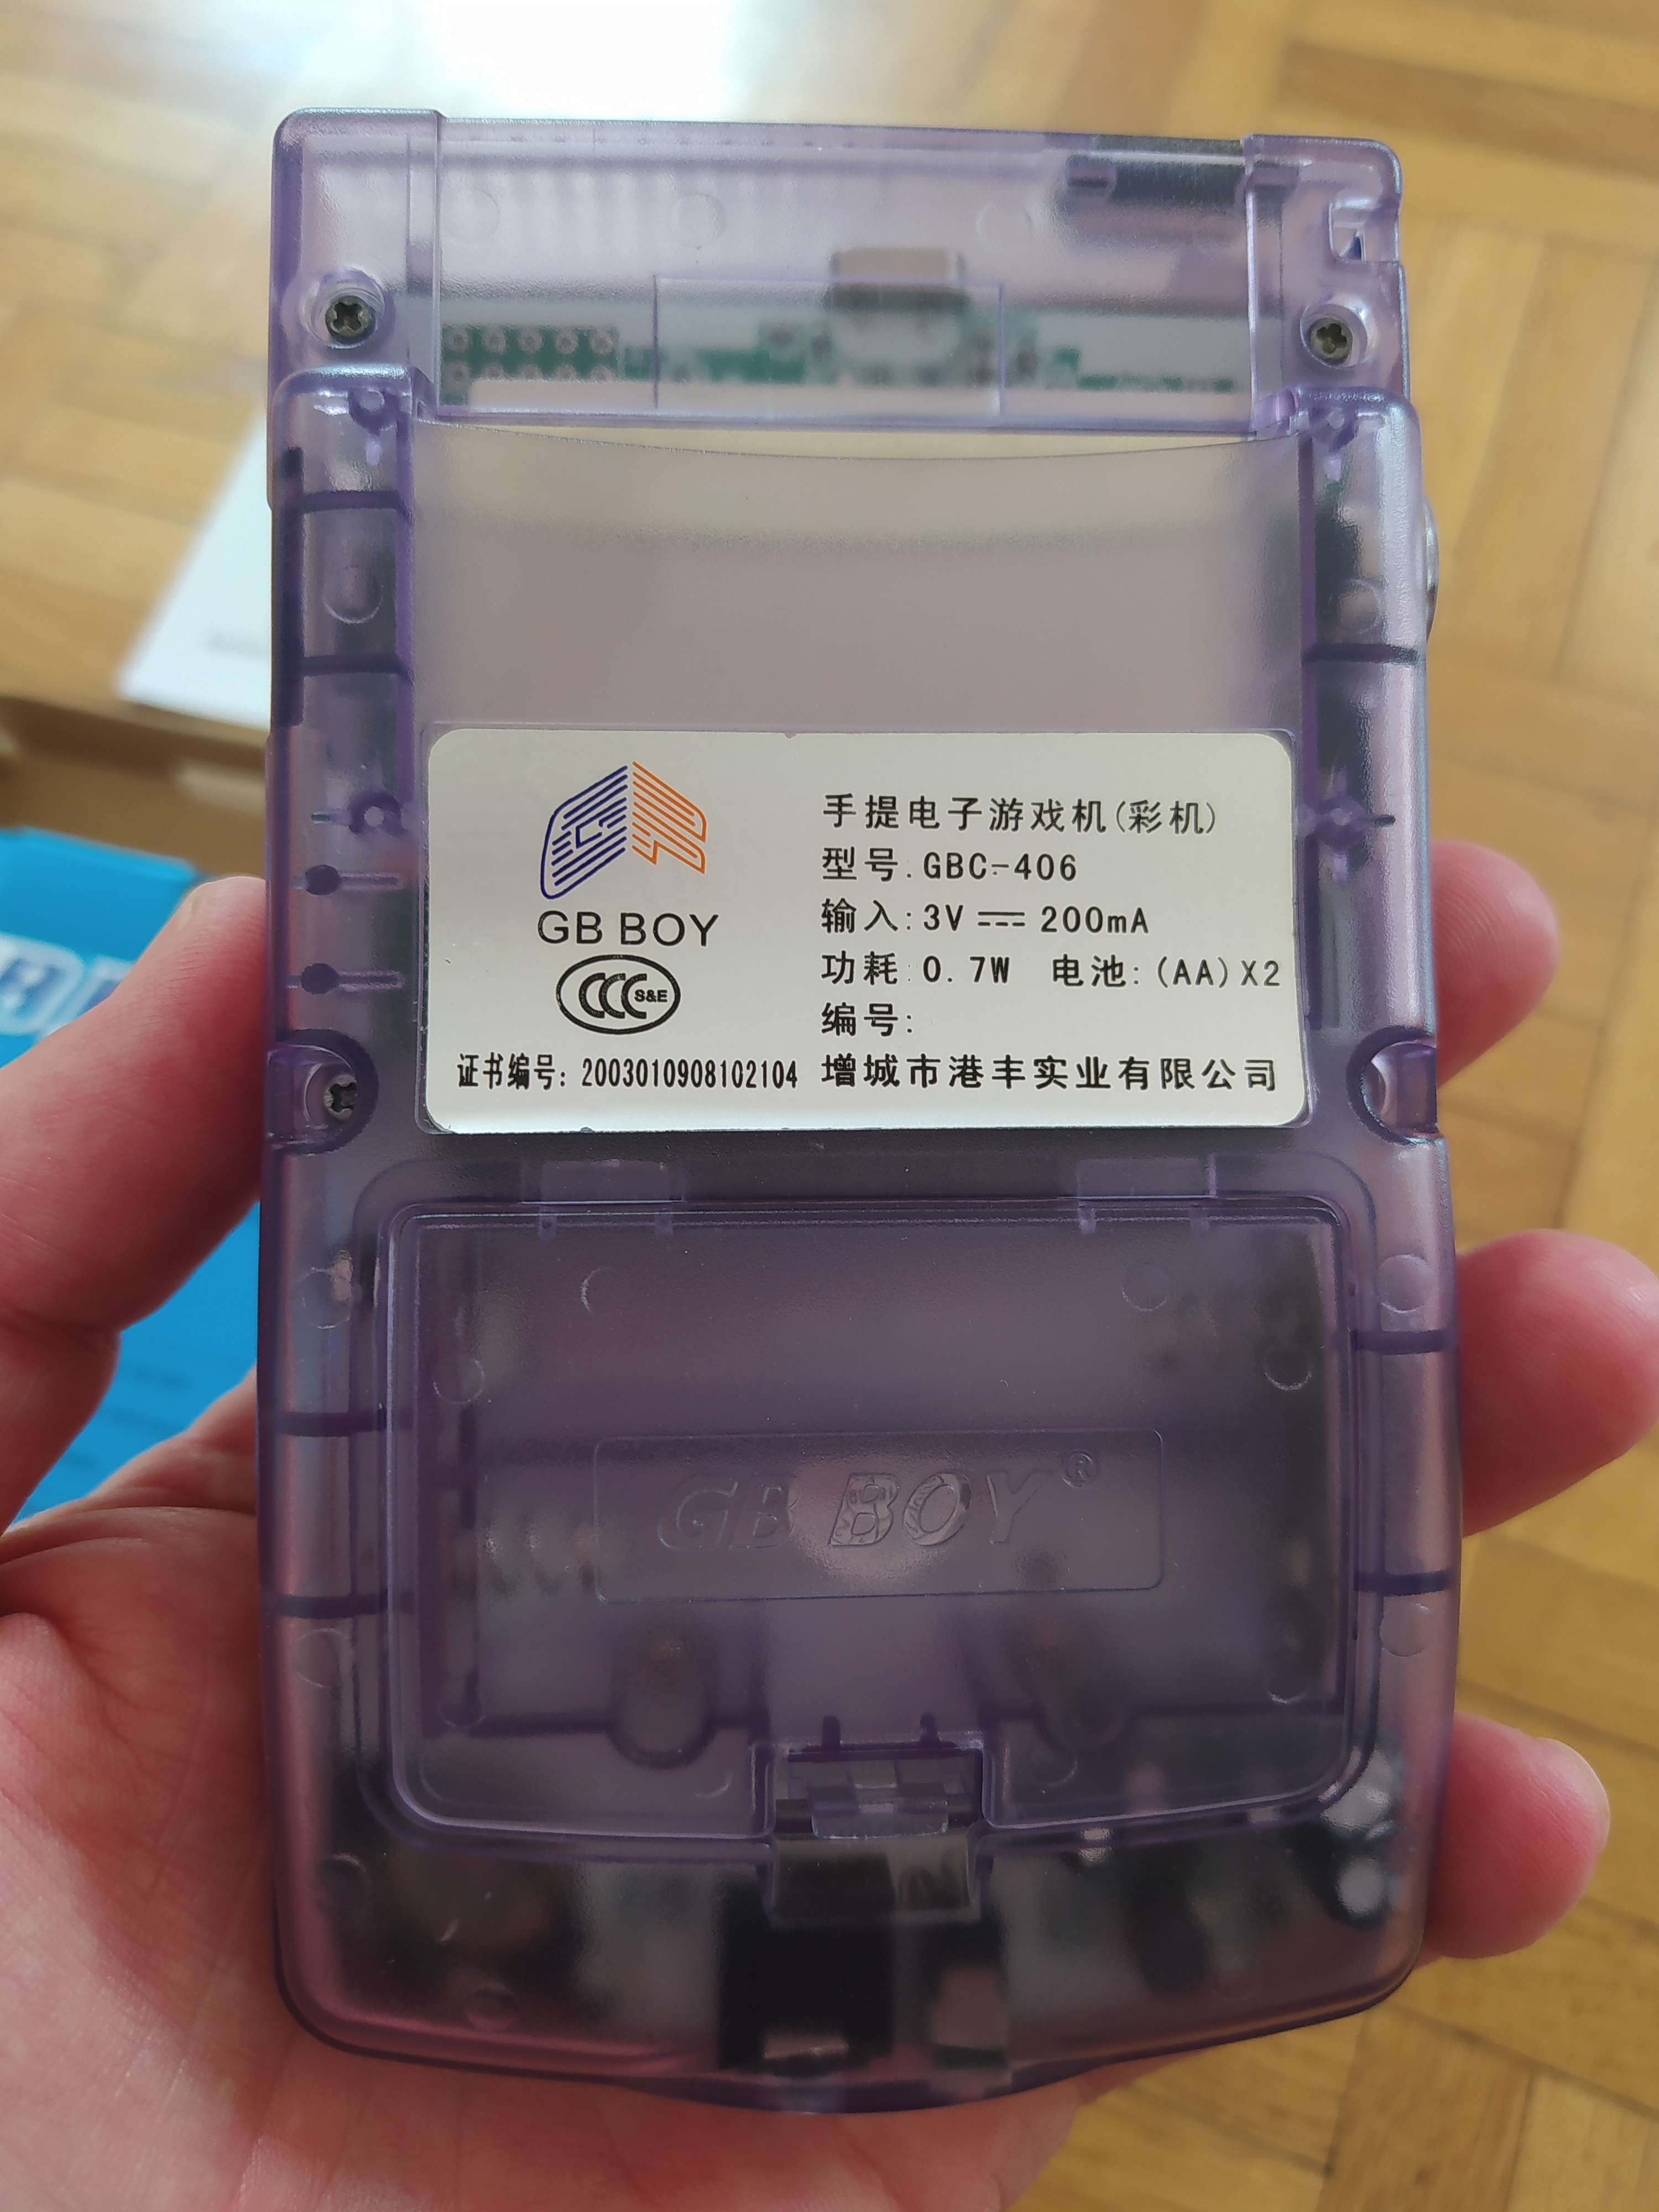 GB BOY
CCC S&E
证书编号: 2003010908102104
手提电子游戏机(彩机)
型号. GBC-406
输入: 3V 200mA
功耗: 0.7W 电池: (AA)X2
编号:
增城市港丰实业有限公司
GB BOY®